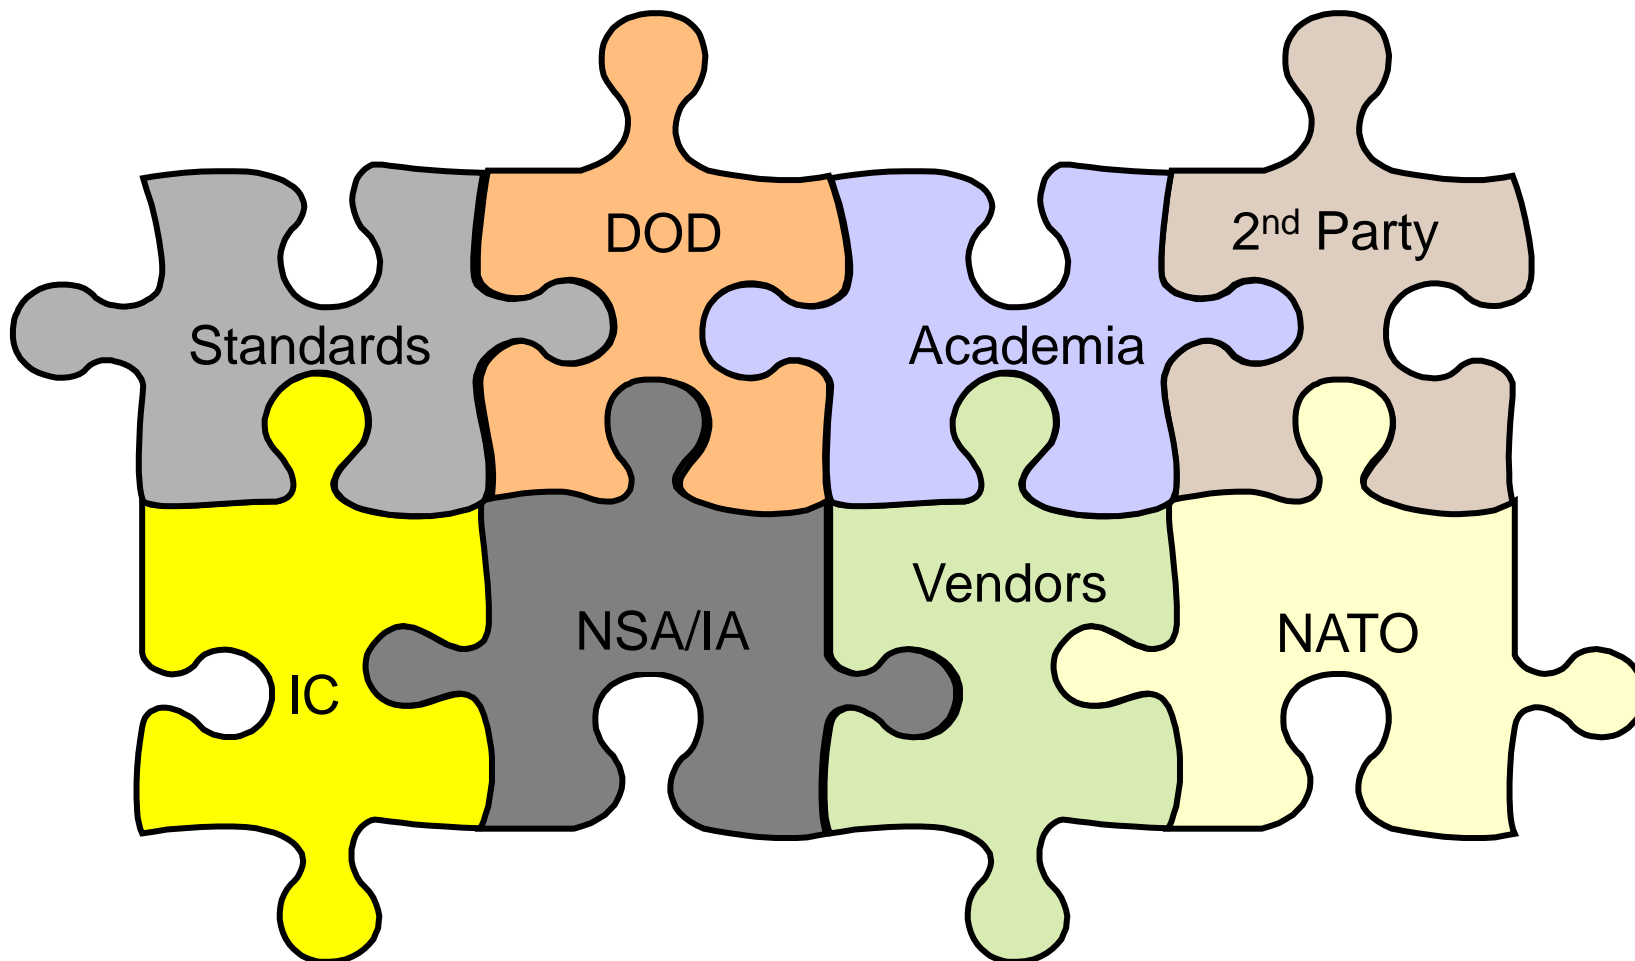 DOD
2nd Party
Standards
Academia
Vendors
NSA/IA
NATO
IC